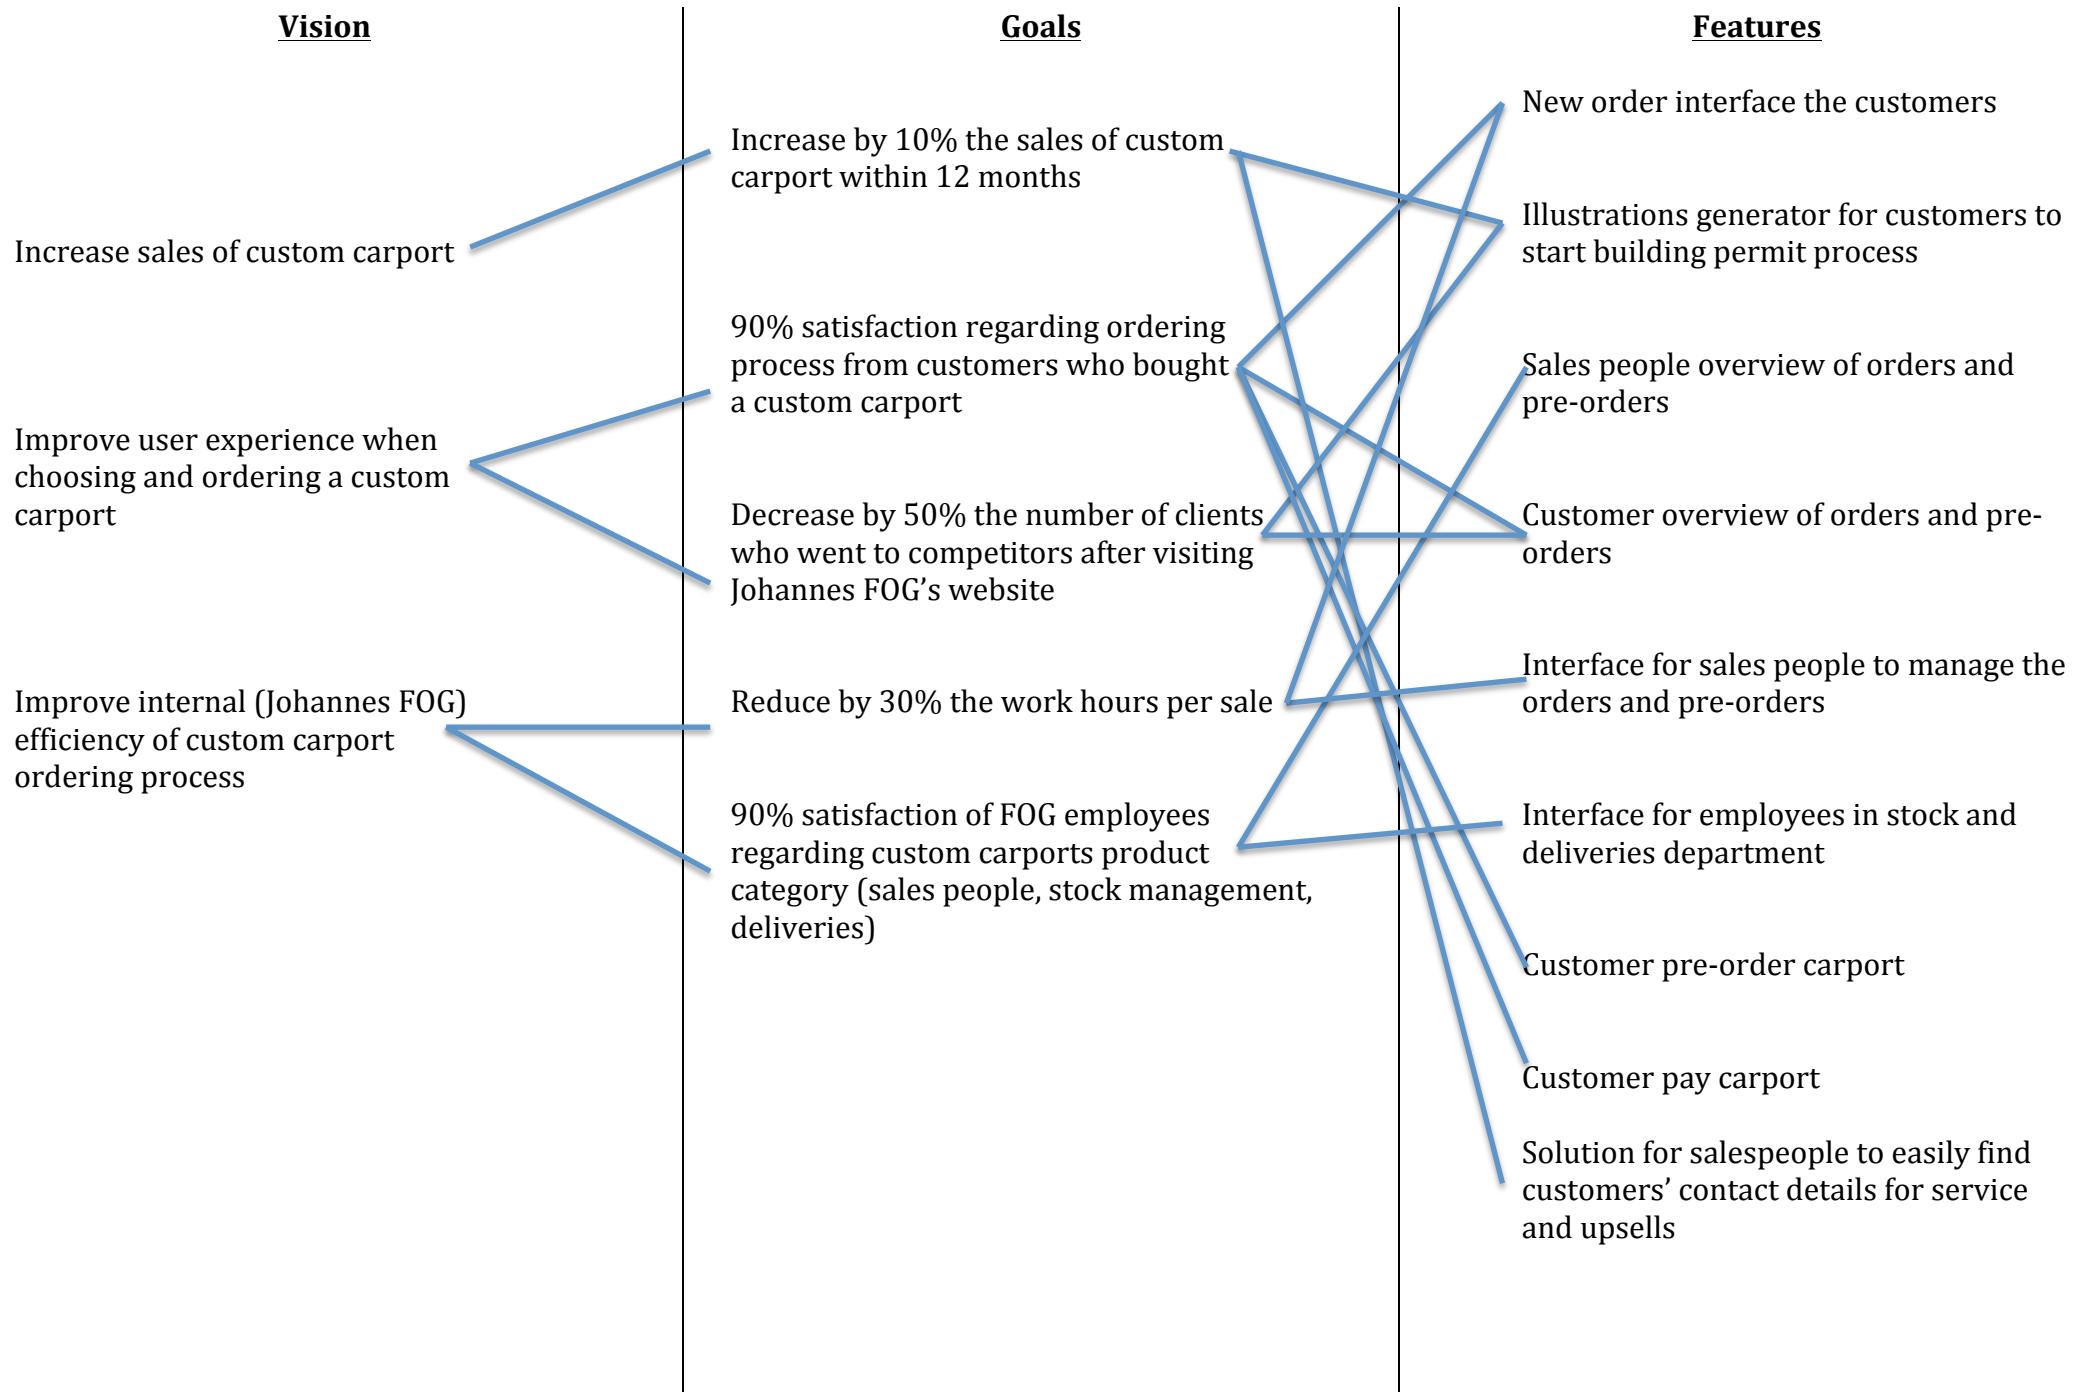 Vision
Goals
Features
Increase sales of custom carport
Improve user experience when
choosing and ordering a custom
carport
Improve internal (Johannes FOG)
efficiency of custom carport
ordering process
Increase by 10% the sales of custom
carport within 12 months
90% satisfaction regarding ordering
process from customers who bought
a custom carport
Decrease by 50% the number of clients
who went to competitors after visiting
Johannes FOG’s website
Reduce by 30% the work hours per sale
90% satisfaction of FOG employees
regarding custom carports product
category (sales people, stock management,
deliveries)
New order interface the customers
Illustrations generator for customers to
start building permit process
Sales people overview of orders and
pre-orders
Customer overview of orders and pre-
orders
Interface for sales people to manage the
orders and pre-orders
Interface for employees in stock and
deliveries department
Customer pre-order carport
Customer pay carport
Solution for salespeople to easily find
customers’ contact details for service
and upsells